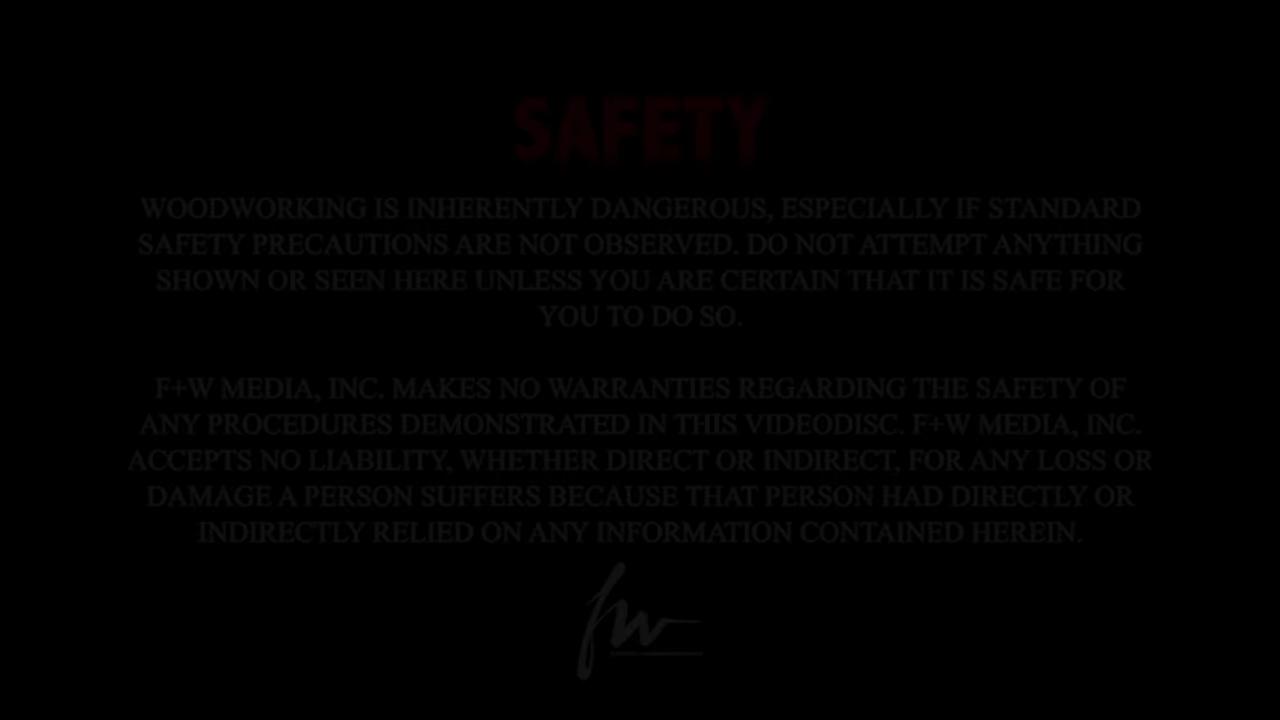 SAFETY
WOODWORKING IS INHERENTLY DANGEROUS, ESPECIALLY IF STANDARD
SAFETY PRECAUTIONS ARE NOT OBSERVED. DO NOT ATTEMPT ANYTHING
SHOWN OR SEEN HERE UNLESS YOU ARE CERTAIN THAT IT IS SAFE FOR
YOU TO DO SO.
F+W MEDIA, INC. MAKES NO WARRANTIES REGARDING THE SAFETY OF
ANY PROCEDURES DEMONSTRATED IN THIS VIDEODISC. F+W MEDIA, INC.
ACCEPTS NO LIABILITY, WHETHER DIRECT OR INDIRECT, FOR ANY LOSS OR
DAMAGE A PERSON SUFFERS BECAUSE THAT PERSON HAD DIRECTLY OR
INDIRECTLY RELIED ON ANY INFORMATION CONTAINED HEREIN.
fw